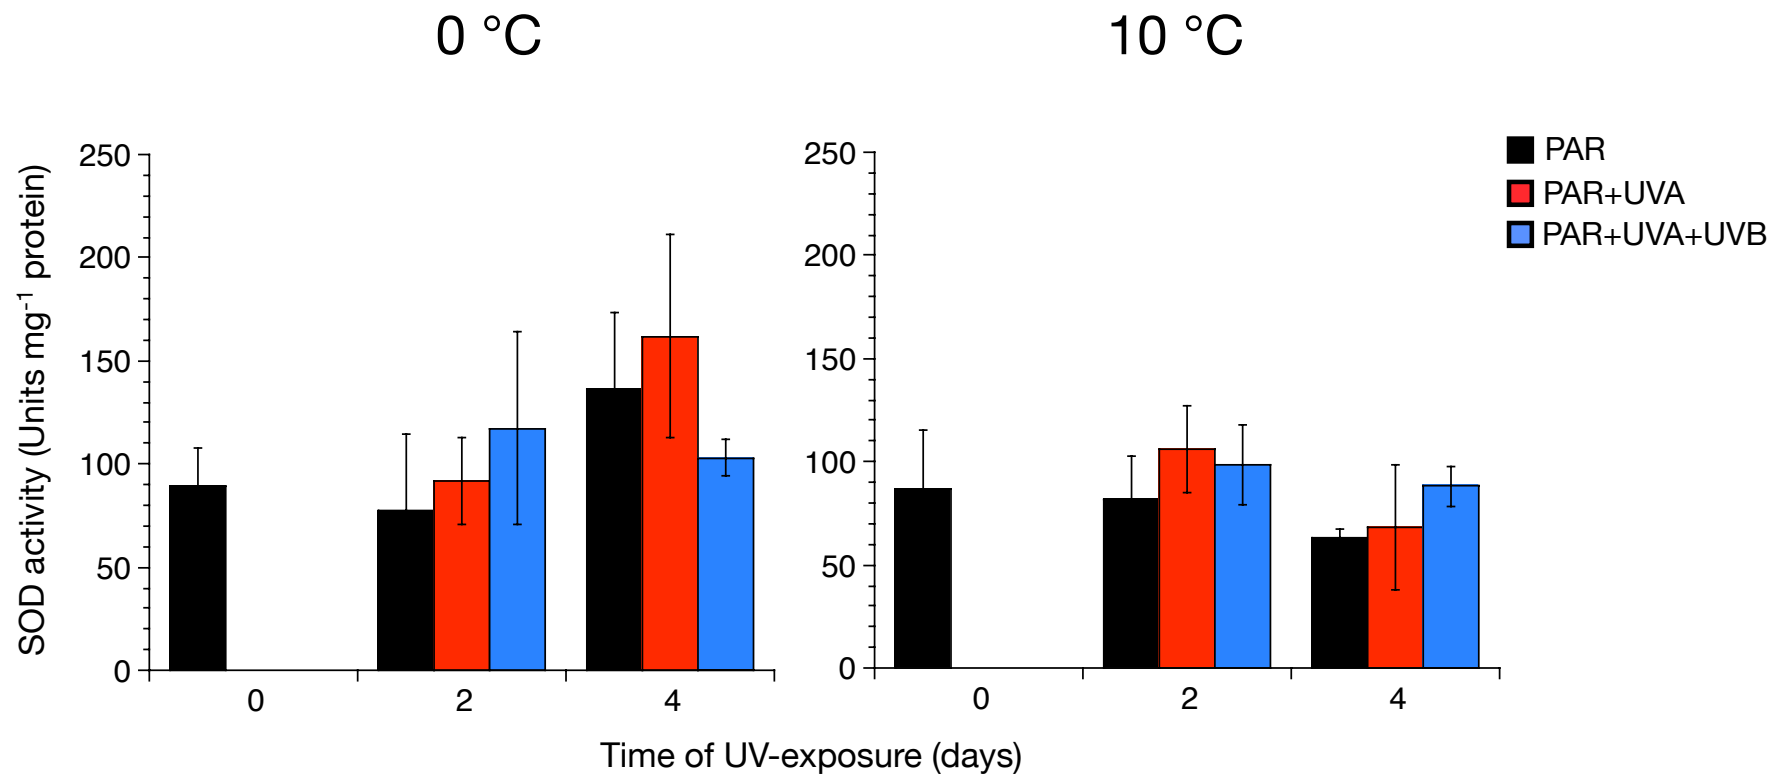 0 °C
10 °C
PAR
PAR+UVA
PAR+UVA+UVB
SOD activity (Units mg⁻¹ protein)
250
200
150
100
50
0
0 2 4
250
200
150
100
50
0
0 2 4
Time of UV-exposure (days)